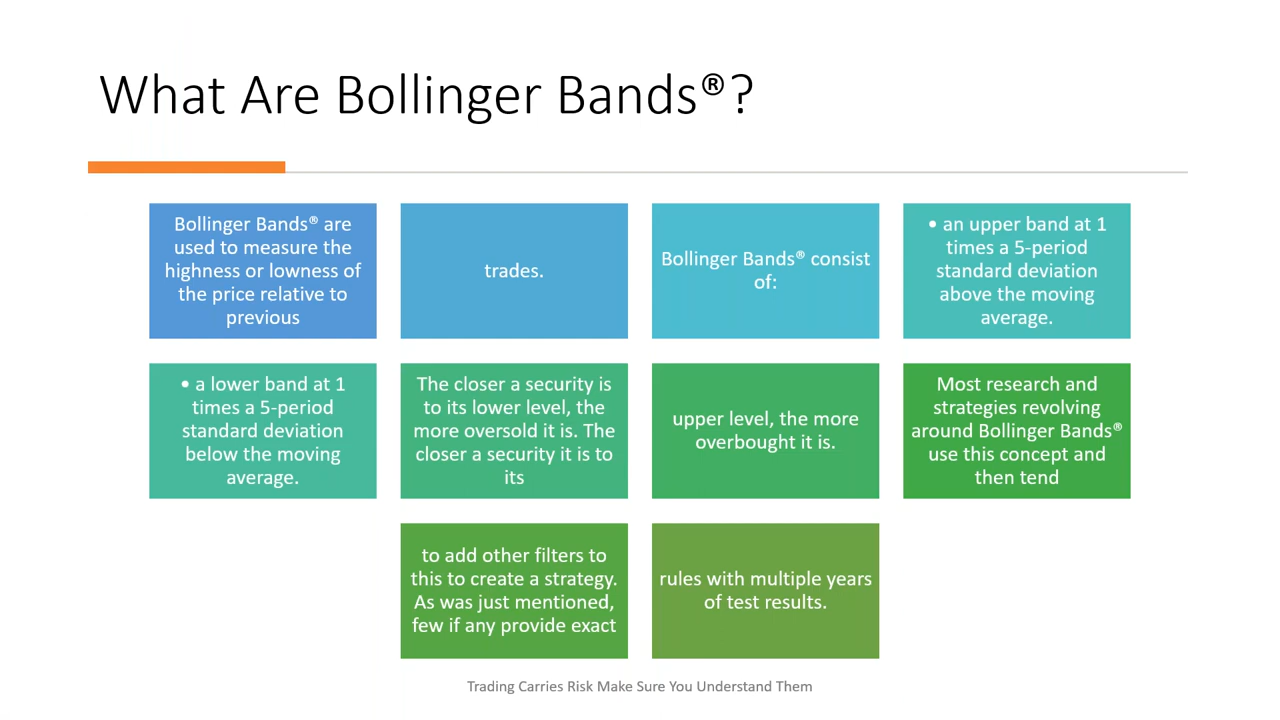 What Are Bollinger Bands®?
Bollinger Bands® are
used to measure the
highness or lowness of
the price relative to
previous
trades.
Bollinger Bands® consist
of:
• an upper band at 1
times a 5-period
standard deviation
above the moving
average.
• a lower band at 1
times a 5-period
standard deviation
below the moving
average.
The closer a security is
to its lower level, the
more oversold it is. The
closer a security it is to
its
upper level, the more
overbought it is.
Most research and
strategies revolving
around Bollinger Bands®
use this concept and
then tend
to add other filters to
this to create a strategy.
As was just mentioned,
few if any provide exact
rules with multiple years
of test results.
Trading Carries Risk Make Sure You Understand Them